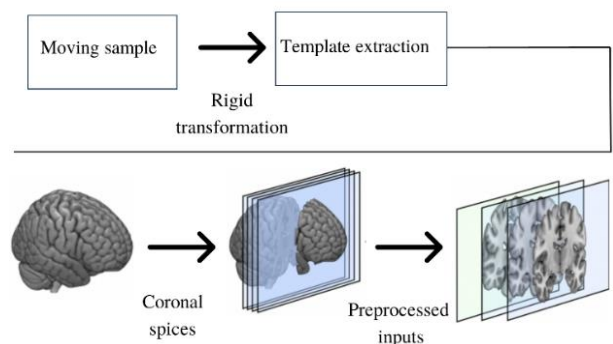 Moving sample
Rigid
transformation
Template extraction
Coronal
spices
Preprocessed
inputs